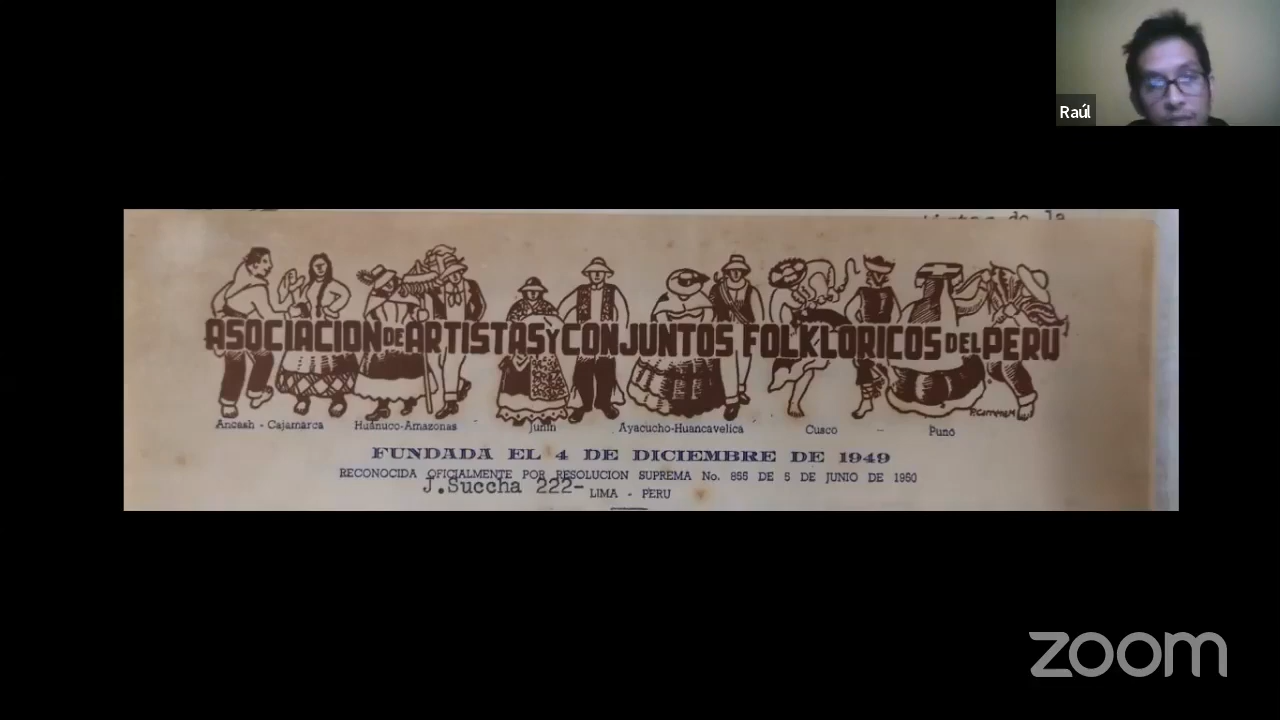 Raúl
ASOCIACION DE ARTISTAS Y CONJUNTOS FOLKLORICOS DEL PERU
Ancash - Cajamarca Huánuco-Amazonas - Junín Ayacucho-Huancavelica Cusco - Puno
FUNDADA EL 4 DE DICIEMBRE DE 1949
RECONOCIDA OFICIALMENTE POR RESOLUCION SUPREMA No. 855 DE 5 DE JUNIO DE 1950
J.Succha 222-
LIMA - PERU
zoom